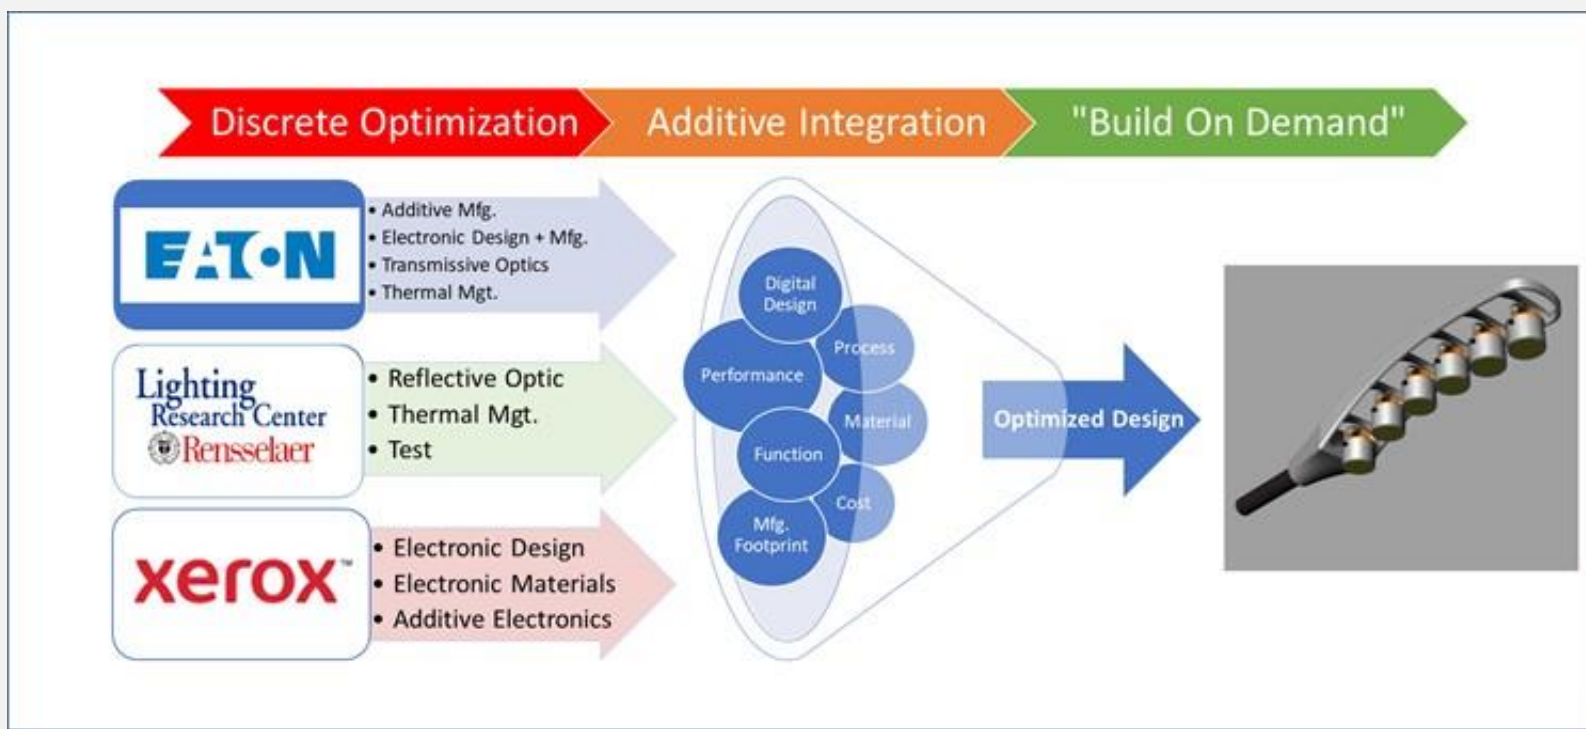 Discrete Optimization
Additive Integration
"Build On Demand"
EATON
• Additive Mfg.
• Electronic Design + Mfg.
• Transmissive Optics
• Thermal Mgt.
Lighting
Research Center
Rensselaer
• Reflective Optic
• Thermal Mgt.
• Test
xerox™
• Electronic Design
• Electronic Materials
• Additive Electronics
Digital
Design
Process
Performance
Material
Function
Cost
Mfg.
Footprint
Optimized Design